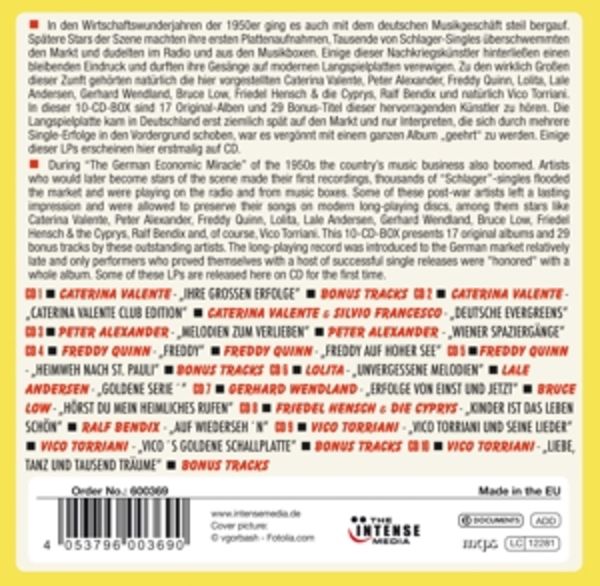 ■ In den Wirtschaftswunderjahren der 1950er ging es auch mit dem deutschen Musikgeschäft steil bergauf.
Spätere Stars der Szene machten ihre ersten Plattenaufnahmen, Tausende von Schlager-Singles überschwemmten
den Markt und dudelten im Radio und aus den Musikboxen. Einige dieser Nachkriegskünstler hinterließen einen
bleibenden Eindruck und durften ihre Gesänge auf modernen Langspielplatten verewigen. Zu den wirklich Großen
dieser Zunft gehörten natürlich die hier vorgestellten Caterina Valente, Peter Alexander, Freddy Quinn, Lolita, Lale
Andersen, Gerhard Wendland, Bruce Low, Friedel Hensch & die Cyprys, Ralf Bendix und natürlich Vico Torriani.
In dieser 10-CD-BOX sind 17 Original-Alben und 29 Bonus-Titel dieser hervorragenden Künstler zu hören. Die
Langspielplatte kam in Deutschland erst ziemlich spät auf den Markt und nur Interpreten, die sich durch mehrere
Single-Erfolge in den Vordergrund schoben, war es vergönnt mit einem ganzen Album „geehrt" zu werden. Einige
dieser LPs erscheinen hier erstmalig auf CD.
■ During "The German Economic Miracle" of the 1950s the country's music business also boomed. Artists
who would later become stars of the scene made their first recordings, thousands of "Schlager"-singles flooded
the market and were playing on the radio and from music boxes. Some of these post-war artists left a lasting
impression and were allowed to preserve their songs on modern long-playing discs, among them stars like
Caterina Valente, Peter Alexander, Freddy Quinn, Lolita, Lale Andersen, Gerhard Wendland, Bruce Low, Friedel
Hensch & the Cyprys, Ralf Bendix and, of course, Vico Torriani. This 10-CD-BOX presents 17 original albums and 29
bonus tracks by these outstanding artists. The long-playing record was introduced to the German market relatively
late and only performers who proved themselves with a host of successful single releases were "honored" with a
whole album. Some of these LPs are released here on CD for the first time.
CD 1 ■ CATERINA VALENTE - „IHRE GROSSEN ERFOLGE" ■ BONUS TRACKS CD 2 ■ CATERINA VALENTE -
„CATERINA VALENTE CLUB EDITION" ■ CATERINA VALENTE & SILVIO FRANCESCO - „DEUTSCHE EVERGREENS"
CD 3 ■ PETER ALEXANDER - „MELODIEN ZUM VERLIEBEN" ■ PETER ALEXANDER - „WIENER SPAZIERGÄNGE"
CD 4 ■ FREDDY QUINN - „FREDDY" ■ FREDDY QUINN - „FREDDY AUF HOHER SEE" CD 5 ■ FREDDY QUINN
- „HEIMWEH NACH ST. PAULI" ■ BONUS TRACKS CD 6 ■ LOLITA - „UNVERGESSENE MELODIEN" ■ LALE
ANDERSEN - „GOLDENE SERIE ´" CD 7 ■ GERHARD WENDLAND - „ERFOLGE VON EINST UND JETZT" ■ BRUCE
LOW - „HÖRST DU MEIN HEIMLICHES RUFEN" CD 8 ■ FRIEDEL HENSCH & DIE CYPRYS - „KINDER IST DAS LEBEN
SCHÖN" ■ RALF BENDIX - „AUF WIEDERSEH´N" CD 9 ■ VICO TORRIANI - „VICO TORRIANI UND SEINE LIEDER"
■ VICO TORRIANI - „VICO´S GOLDENE SCHALLPLATTE" ■ BONUS TRACKS CD 10 ■ VICO TORRIANI - „LIEBE,
TANZ UND TAUSEND TRÄUME" ■ BONUS TRACKS
Order No.: 600369
4 053796 003690
www.intensemedia.de
Cover picture:
© vgorbash - Fotolia.com
THE
INTENSE
MEDIA
Made in the EU
DOCUMENTS
ADD
mcps
LC 12281